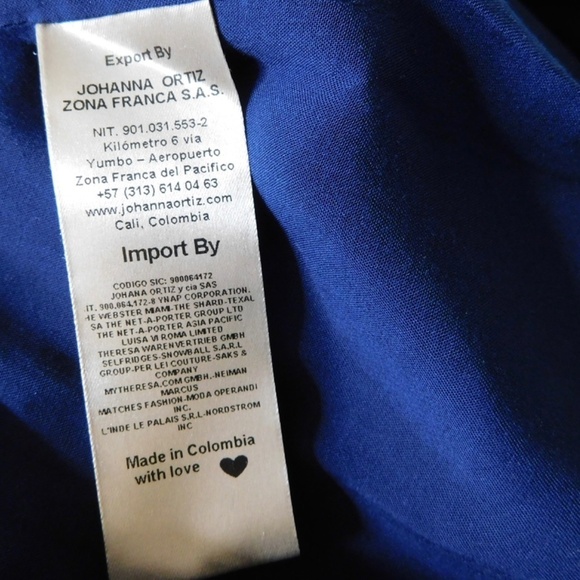 Export By
JOHANNA ORTIZ
ZONA FRANCA S.A.S.
NIT. 901.031.553-2
Kilómetro 6 vía
Yumbo – Aeropuerto
Zona Franca del Pacifico
+57 (313) 614 04 63
www.johannaortiz.com
Cali, Colombia
Import By
CODIGO SIC: 900064172
JOHANA ORTIZ y cia SAS
IT. 900.064.172-8 YNAP CORPORATION.
HE WEBSTER MIAMI-THE SHARD-TEXAL
SA THE NET-A-PORTER GROUP LTD
THE NET-A-PORTER ASIA PACIFIC
LUISA VI ROMA LIMITED
THERESA WARENVERTRIEB GMBH
SELFRIDGES-SNOWBALL S.A.R.L
GROUP-PER LEI COUTURE-SAKS &
COMPANY
MYTHERESA.COM GMBH,-NEIMAN
MARCUS
MATCHES FASHION-MODA OPERANDI
INC.
L'INDE LE PALAIS S.R.L-NORDSTROM
INC
Made in Colombia
with love